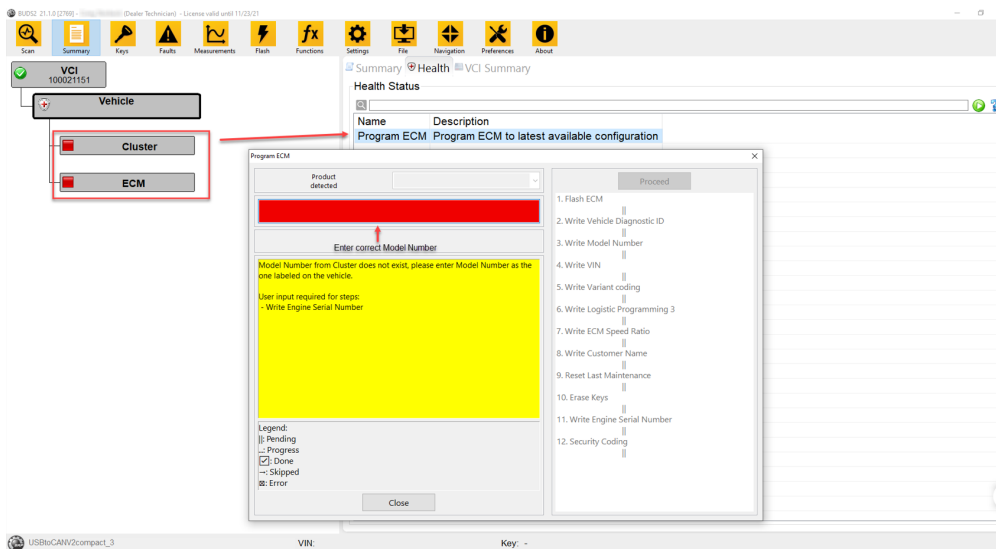 BUDS2 21.1.0 [2769] - (Dealer Technician) - License valid until 11/23/21
Scan Summary Keys Faults Measurements Flash Functions Settings File Navigation Preferences About
VCI
100021151
Vehicle
Cluster
ECM
Summary Health VCI Summary
Health Status
Name Description
Program ECM Program ECM to latest available configuration
Program ECM
Product
detected
Enter correct Model Number
Model Number from Cluster does not exist, please enter Model Number as the
one labeled on the vehicle.
User input required for steps:
- Write Engine Serial Number
Legend:
||: Pending
...: Progress
☑: Done
→: Skipped
⊠: Error
Close
Proceed
1. Flash ECM
||
2. Write Vehicle Diagnostic ID
||
3. Write Model Number
||
4. Write VIN
||
5. Write Variant coding
||
6. Write Logistic Programming 3
||
7. Write ECM Speed Ratio
||
8. Write Customer Name
||
9. Reset Last Maintenance
||
10. Erase Keys
||
11. Write Engine Serial Number
||
12. Security Coding
||
USBtoCANV2compact_3 VIN: Key: -